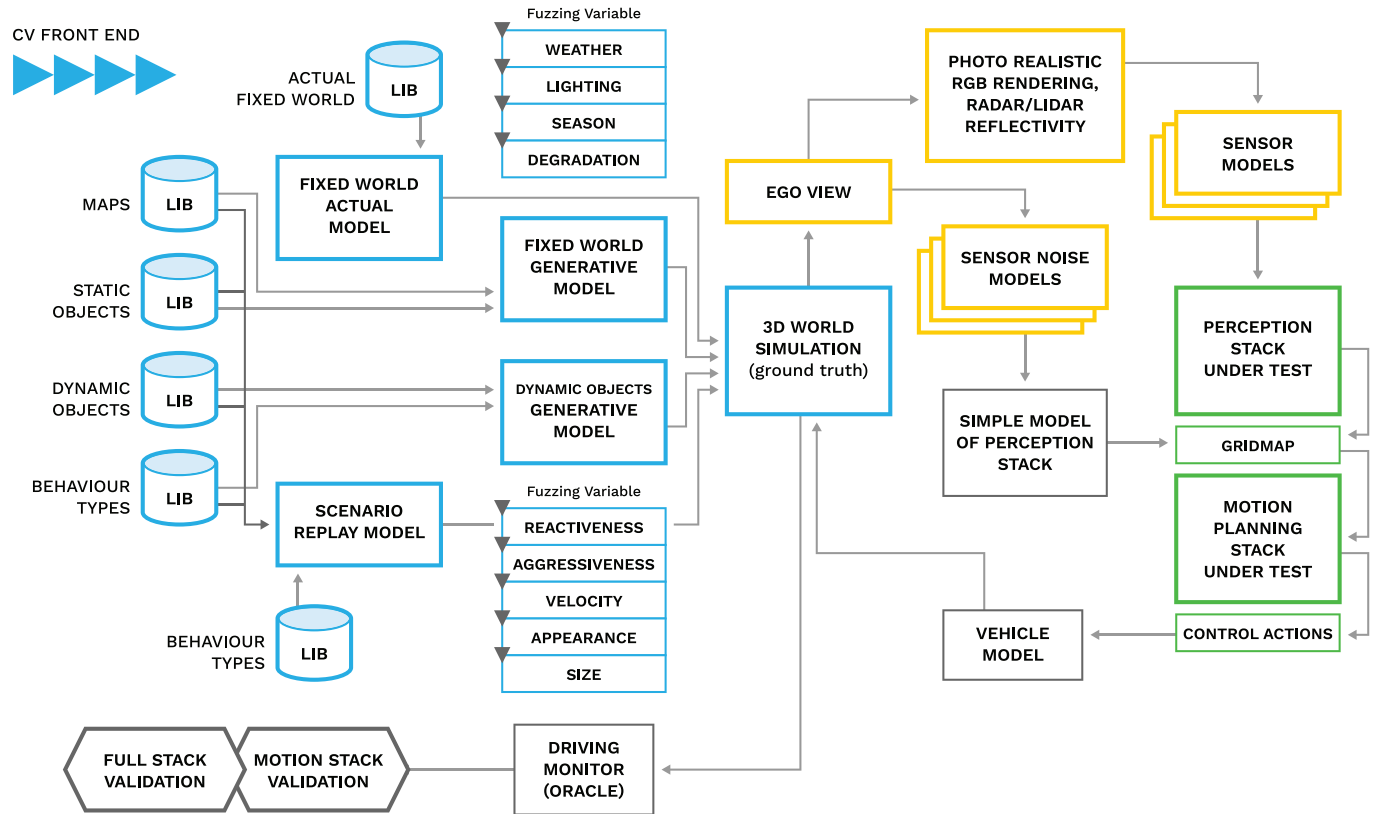 CV FRONT END
ACTUAL
FIXED WORLD
LIB
Fuzzing Variable
WEATHER
LIGHTING
SEASON
DEGRADATION
PHOTO REALISTIC
RGB RENDERING,
RADAR/LIDAR
REFLECTIVITY
SENSOR
MODELS
MAPS
LIB
FIXED WORLD
ACTUAL
MODEL
EGO VIEW
FIXED WORLD
GENERATIVE
MODEL
SENSOR NOISE
MODELS
STATIC
OBJECTS
LIB
3D WORLD
SIMULATION
(ground truth)
PERCEPTION
STACK
UNDER TEST
DYNAMIC
OBJECTS
LIB
DYNAMIC OBJECTS
GENERATIVE
MODEL
SIMPLE MODEL
OF PERCEPTION
STACK
GRIDMAP
BEHAVIOUR
TYPES
LIB
SCENARIO
REPLAY MODEL
Fuzzing Variable
REACTIVENESS
AGGRESSIVENESS
VELOCITY
APPEARANCE
SIZE
MOTION
PLANNING
STACK
UNDER TEST
BEHAVIOUR
TYPES
LIB
VEHICLE
MODEL
CONTROL ACTIONS
FULL STACK
VALIDATION
MOTION STACK
VALIDATION
DRIVING
MONITOR
(ORACLE)